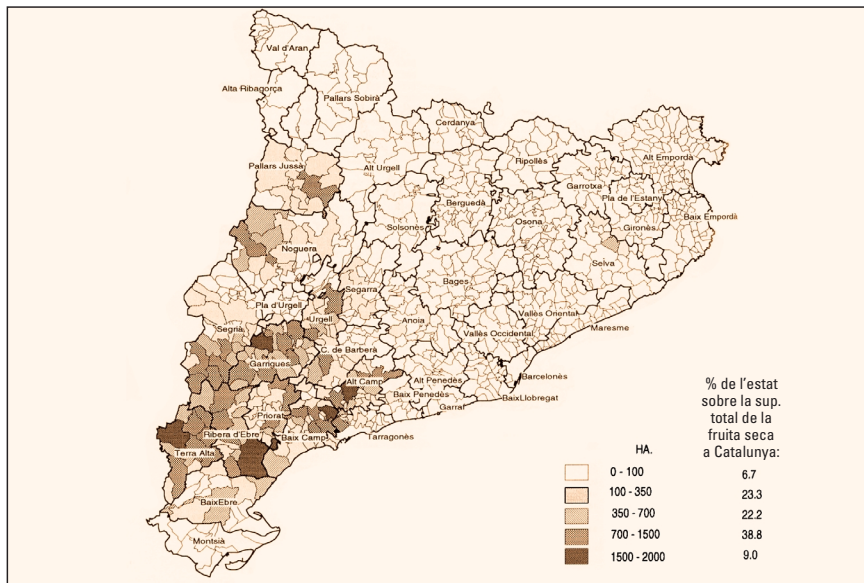 Val d'Aran
Alta Ribagorça
Pallars Sobirà
Cerdanya
Pallars Jussà
Alt Urgell
Ripollès
Alt Empordà
Garrotxa
Berguedà
Pla de l'Estany
Baix Empordà
Solsonès
Osona
Gironès
Noguera
Selva
Bages
Segarra
Pla d'Urgell
Urgell
Anoia
Vallès Oriental
Segrià
Maresme
Vallès Occidental
C. de Barberà
Garrigues
Alt Camp
Alt Penedès
Barcelonès
Baix Penedès
BaixLlobregat
Priorat
Garraf
Ribera d'Ebre
Baix Camp
Tarragonès
Terra Alta
BaixEbre
Montsià
% de l'estat
sobre la sup.
total de la
fruita seca
a Catalunya:
HA.
0 - 100 6.7
100 - 350 23.3
350 - 700 22.2
700 - 1500 38.8
1500 - 2000 9.0